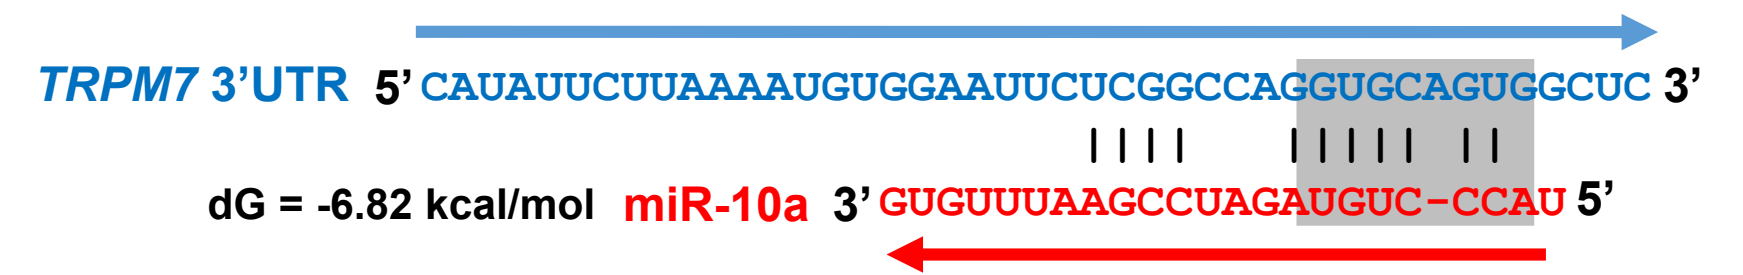 TRPM7 3’UTR 5’ CAUAUUCUUAAAAUGUGGAAUUCUCGGCCAGGUGCAGUGGCUC 3’
dG = -6.82 kcal/mol miR-10a 3’ GUGUUUAAGCCUAGAUGUC-CCAU 5’